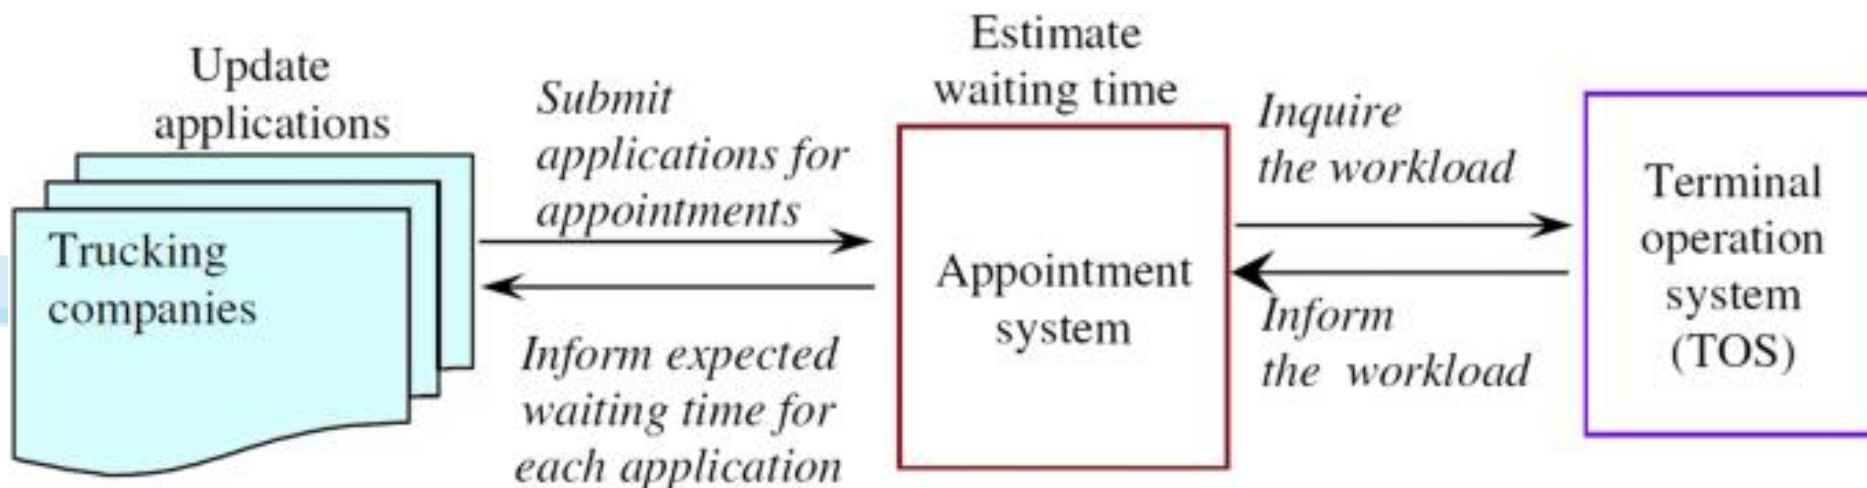 Update
applications
Trucking
companies
Submit
applications for
appointments
Inform expected
waiting time for
each application
Estimate
waiting time
Appointment
system
Inquire
the workload
Inform
the workload
Terminal
operation
system
(TOS)